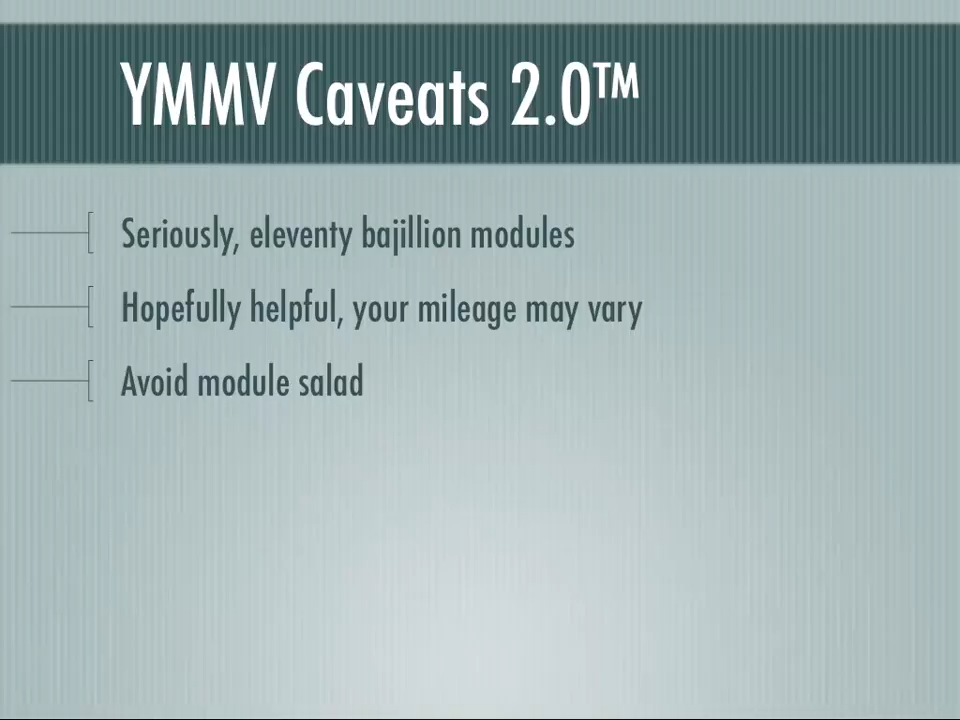 YMMV Caveats 2.0™
Seriously, eleventy bajillion modules
Hopefully helpful, your mileage may vary
Avoid module salad